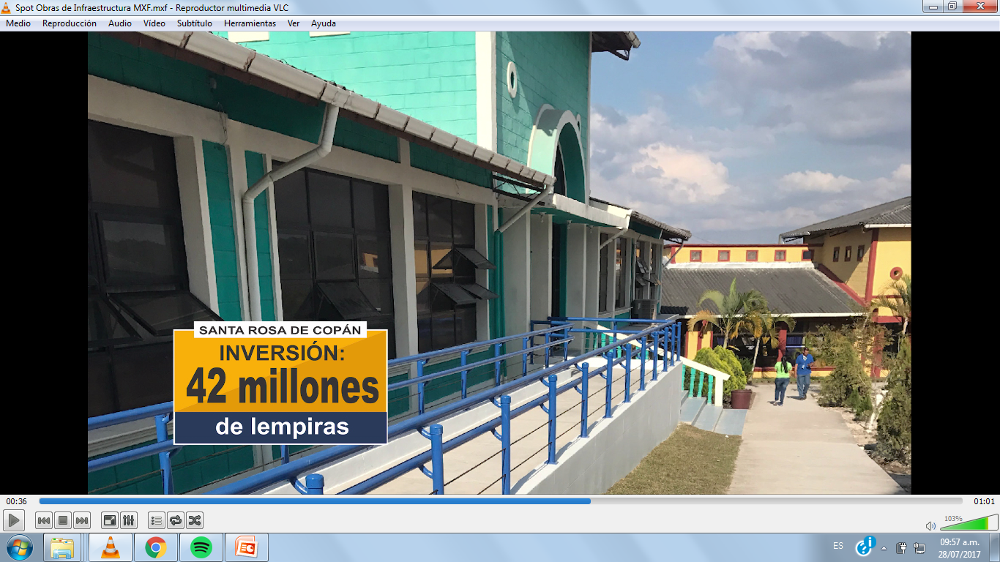 Spot Obras de Infraestructura MXF.mxf - Reproductor multimedia VLC
Medio Reproducción Audio Vídeo Subtítulo Herramientas Ver Ayuda
SANTA ROSA DE COPÁN
INVERSIÓN:
42 millones
de lempiras
00:36 01:01
103%
ES 09:57 a.m.
28/07/2017